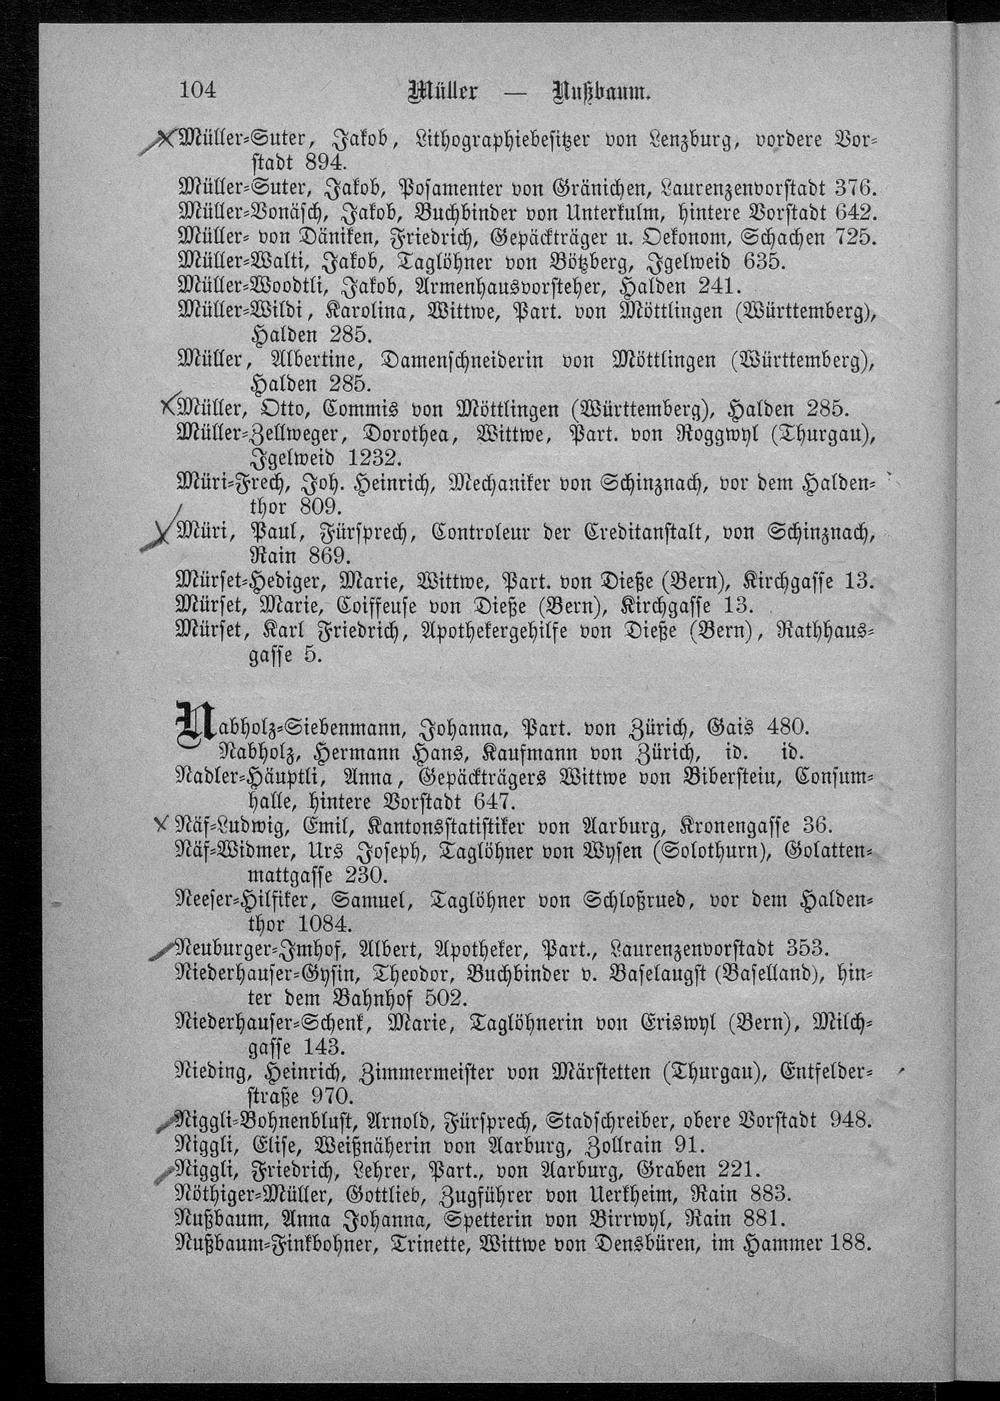 104 Müller — Nußbaum.
Müller-Suter, Jakob, Lithographiebesitzer von Lenzburg, vordere Vor-
stadt 894.
Müller-Suter, Jakob, Posamenter von Gränichen, Laurenzenvorstadt 376.
Müller-Vonäsch, Jakob, Buchbinder von Unterkulm, hintere Vorstadt 642.
Müller- von Däniken, Friedrich, Gepäckträger u. Oekonom, Schachen 725.
Müller-Walti, Jakob, Taglöhner von Bötzberg, Igelweid 635.
Müller-Woodtli, Jakob, Armenhausvorsteher, Halden 241.
Müller-Wildi, Karolina, Wittwe, Part. von Möttlingen (Württemberg),
Halden 285.
Müller, Albertine, Damenschneiderin von Möttlingen (Württemberg),
Halden 285.
Müller, Otto, Commis von Möttlingen (Württemberg), Halden 285.
Müller-Zellweger, Dorothea, Wittwe, Part. von Roggwyl (Thurgau),
Igelweid 1232.
Müri-Frech, Joh. Heinrich, Mechaniker von Schinznach, vor dem Halden-
thor 809.
Müri, Paul, Fürsprech, Controleur der Creditanstalt, von Schinznach,
Rain 869.
Mürset-Hediger, Marie, Wittwe, Part. von Dieße (Bern), Kirchgasse 13.
Mürset, Marie, Coiffeuse von Dieße (Bern), Kirchgasse 13.
Mürset, Karl Friedrich, Apothekergehilfe von Dieße (Bern), Rathhaus-
gasse 5.
Nabholz-Siebenmann, Johanna, Part. von Zürich, Gais 480.
Nabholz, Hermann Hans, Kaufmann von Zürich, id. id.
Nadler-Häuptli, Anna, Gepäckträgers Wittwe von Biberstein, Consum-
halle, hintere Vorstadt 647.
Näf-Ludwig, Emil, Kantonsstatistiker von Aarburg, Kronengasse 36.
Näf-Widmer, Urs Joseph, Taglöhner von Wysen (Solothurn), Golatten-
mattgasse 230.
Neeser-Hilfiker, Samuel, Taglöhner von Schloßrued, vor dem Halden-
thor 1084.
Neuburger-Imhof, Albert, Apotheker, Part., Laurenzenvorstadt 353.
Niederhauser-Gysin, Theodor, Buchbinder v. Baselaugst (Baselland), hin-
ter dem Bahnhof 502.
Niederhauser-Schenk, Marie, Taglöhnerin von Eriswyl (Bern), Milch-
gasse 143.
Nieding, Heinrich, Zimmermeister von Märstetten (Thurgau), Entfelder-
straße 970.
Niggli-Bohnenblust, Arnold, Fürsprech, Stadschreiber, obere Vorstadt 948.
Niggli, Elise, Weißnäherin von Aarburg, Zollrain 91.
Niggli, Friedrich, Lehrer, Part., von Aarburg, Graben 221.
Nöthiger-Müller, Gottlieb, Zugführer von Uerkheim, Rain 883.
Nußbaum, Anna Johanna, Spetterin von Birrwyl, Rain 881.
Nußbaum-Finkbohner, Trinette, Wittwe von Densbüren, im Hammer 188.